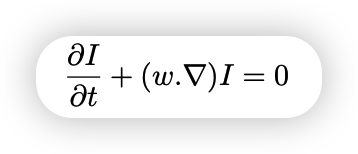 ∂I/∂t + (w.∇)I = 0